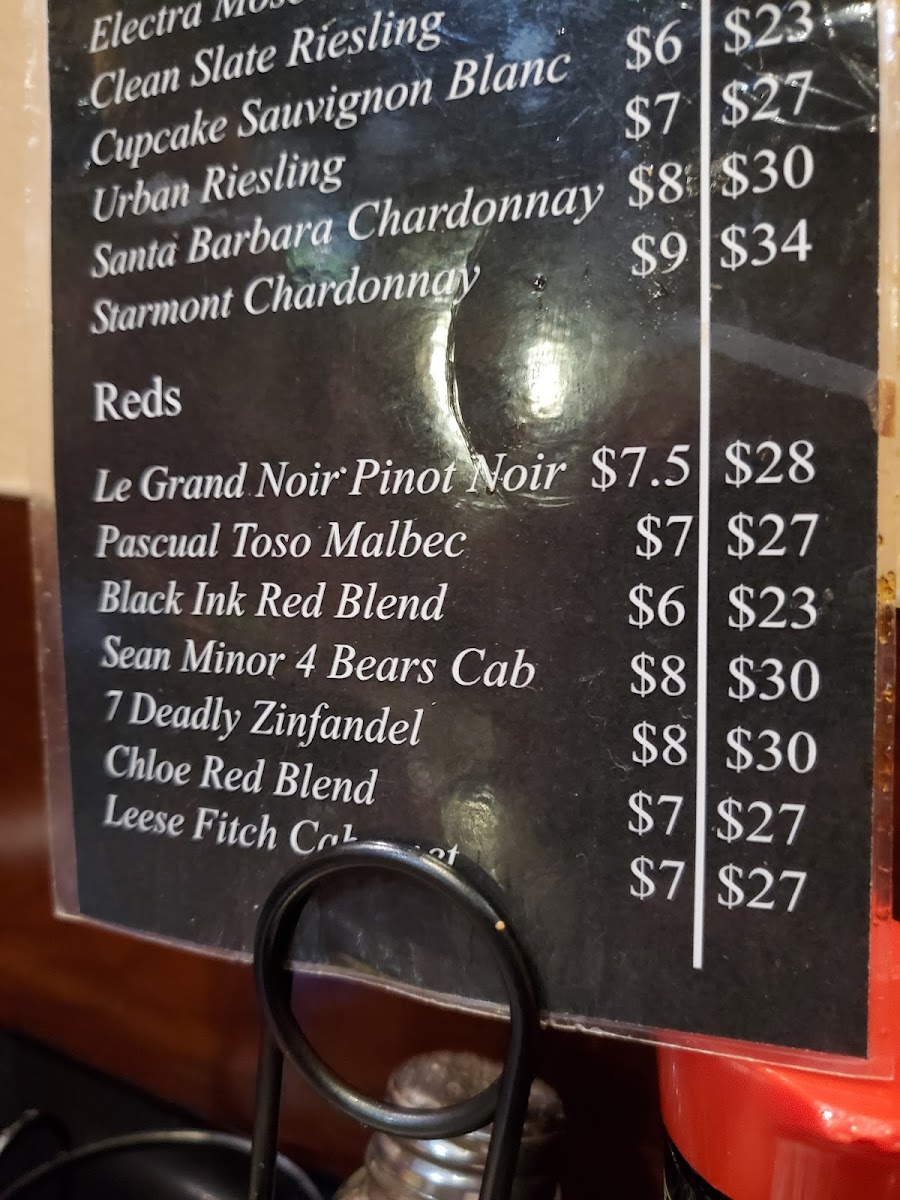 Electra
Clean Slate Riesling
Cupcake Sauvignon Blanc $6 $23
Urban Riesling $7 $27
Santa Barbara Chardonnay $8 $30
Starmont Chardonnay $9 $34
Reds
Le Grand Noir Pinot Noir $7.5 $28
Pascual Toso Malbec $7 $27
Black Ink Red Blend $6 $23
Sean Minor 4 Bears Cab $8 $30
7 Deadly Zinfandel $8 $30
Chloe Red Blend $7 $27
Leese Fitch $7 $27